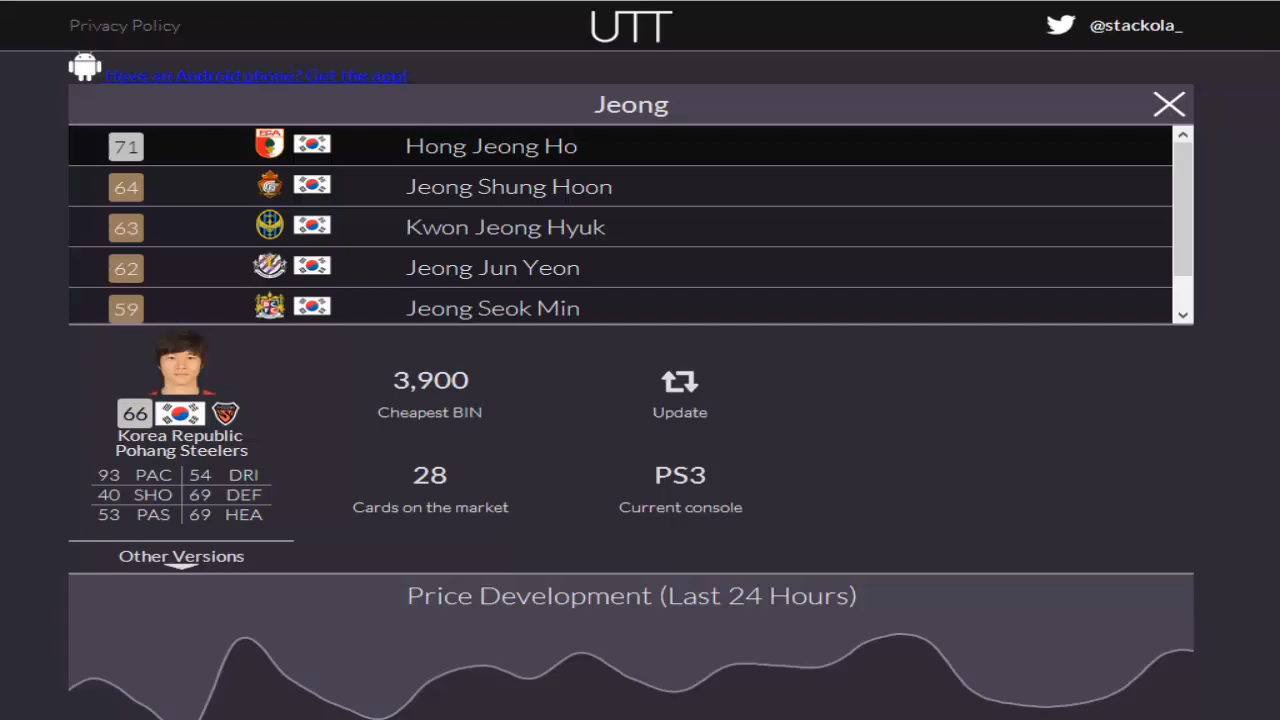 Privacy Policy
UTT
@stackola_
Have an Android phone? Get the app!
Jeong
71 Hong Jeong Ho
64 Jeong Shung Hoon
63 Kwon Jeong Hyuk
62 Jeong Jun Yeon
59 Jeong Seok Min
66
Korea Republic
Pohang Steelers
93 PAC 54 DRI
40 SHO 69 DEF
53 PAS 69 HEA
Other Versions
3,900
Cheapest BIN
Update
28
Cards on the market
PS3
Current console
Price Development (Last 24 Hours)